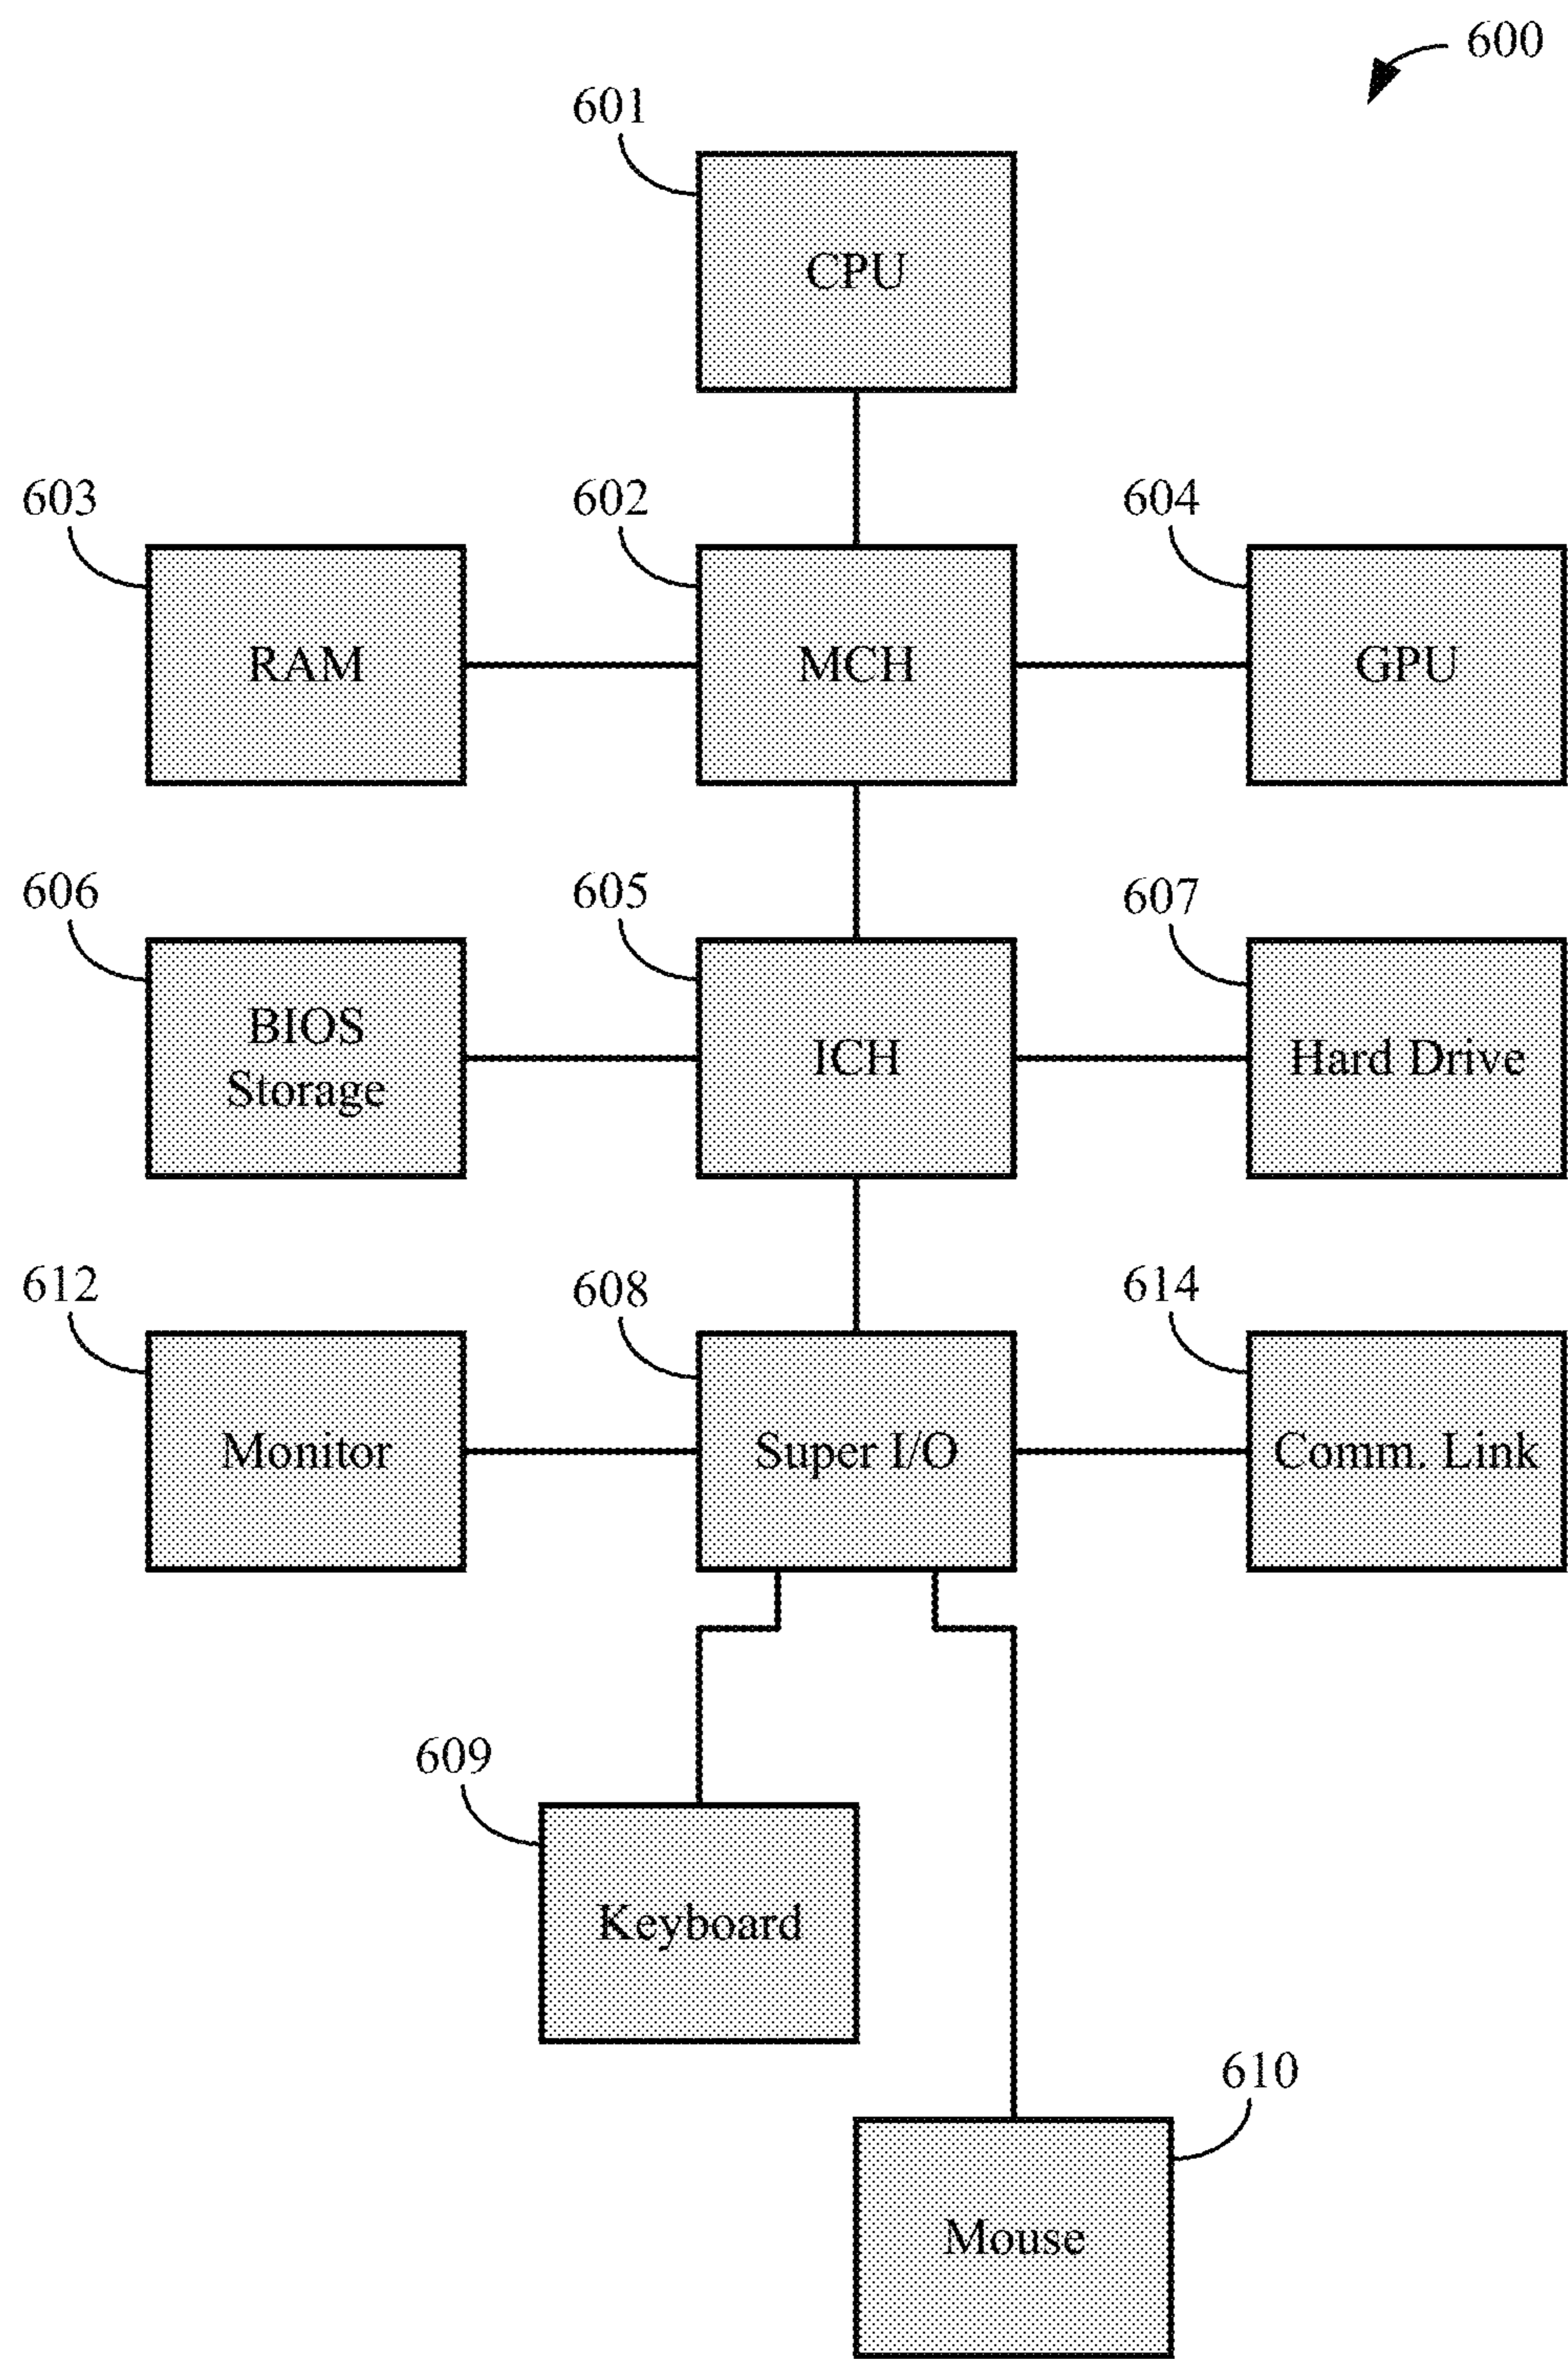 600
601
CPU
603
602
604
RAM
MCH
GPU
606
605
607
BIOS
Storage
ICH
Hard Drive
612
608
614
Monitor
Super I/O
Comm. Link
609
Keyboard
610
Mouse